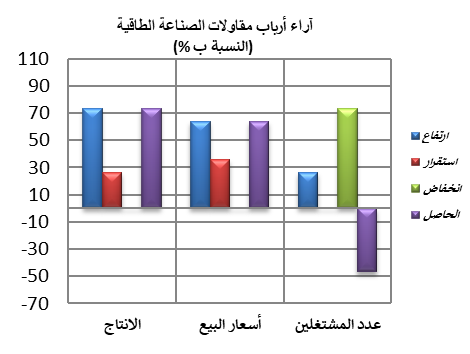 آراء أرباب مقاولات الصناعة الطاقية
(النسبة ب %)
110
90
70
50
30
10
-10
-30
-50
-70
ارتفاع
استقرار
انخفاض
الحاصل
الانتاج
أسعار البيع
عدد المشتغلين